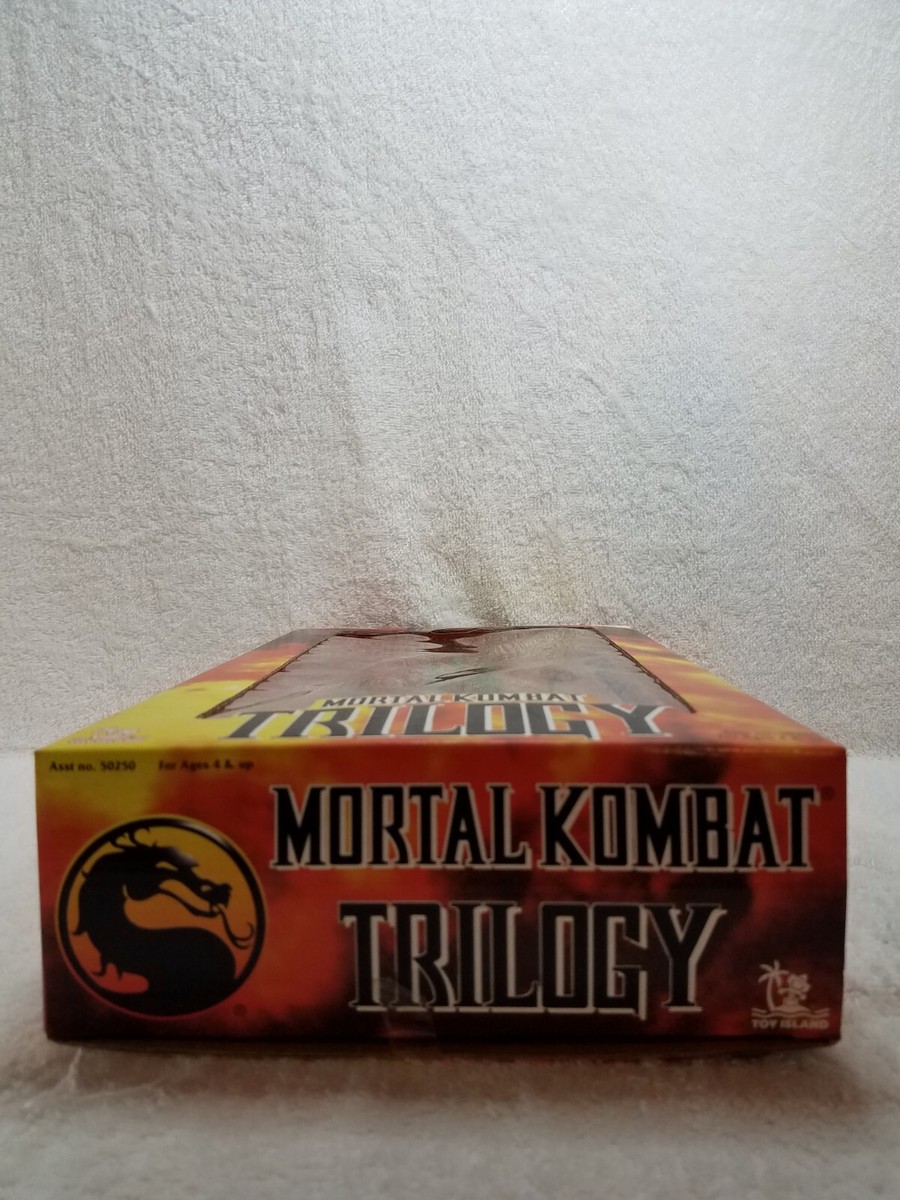 MORTAL KOMBAT
TRILOGY
Asst no. 50250 For Ages 4 & up
MORTAL KOMBAT®
TRILOGY
®
TOY ISLAND